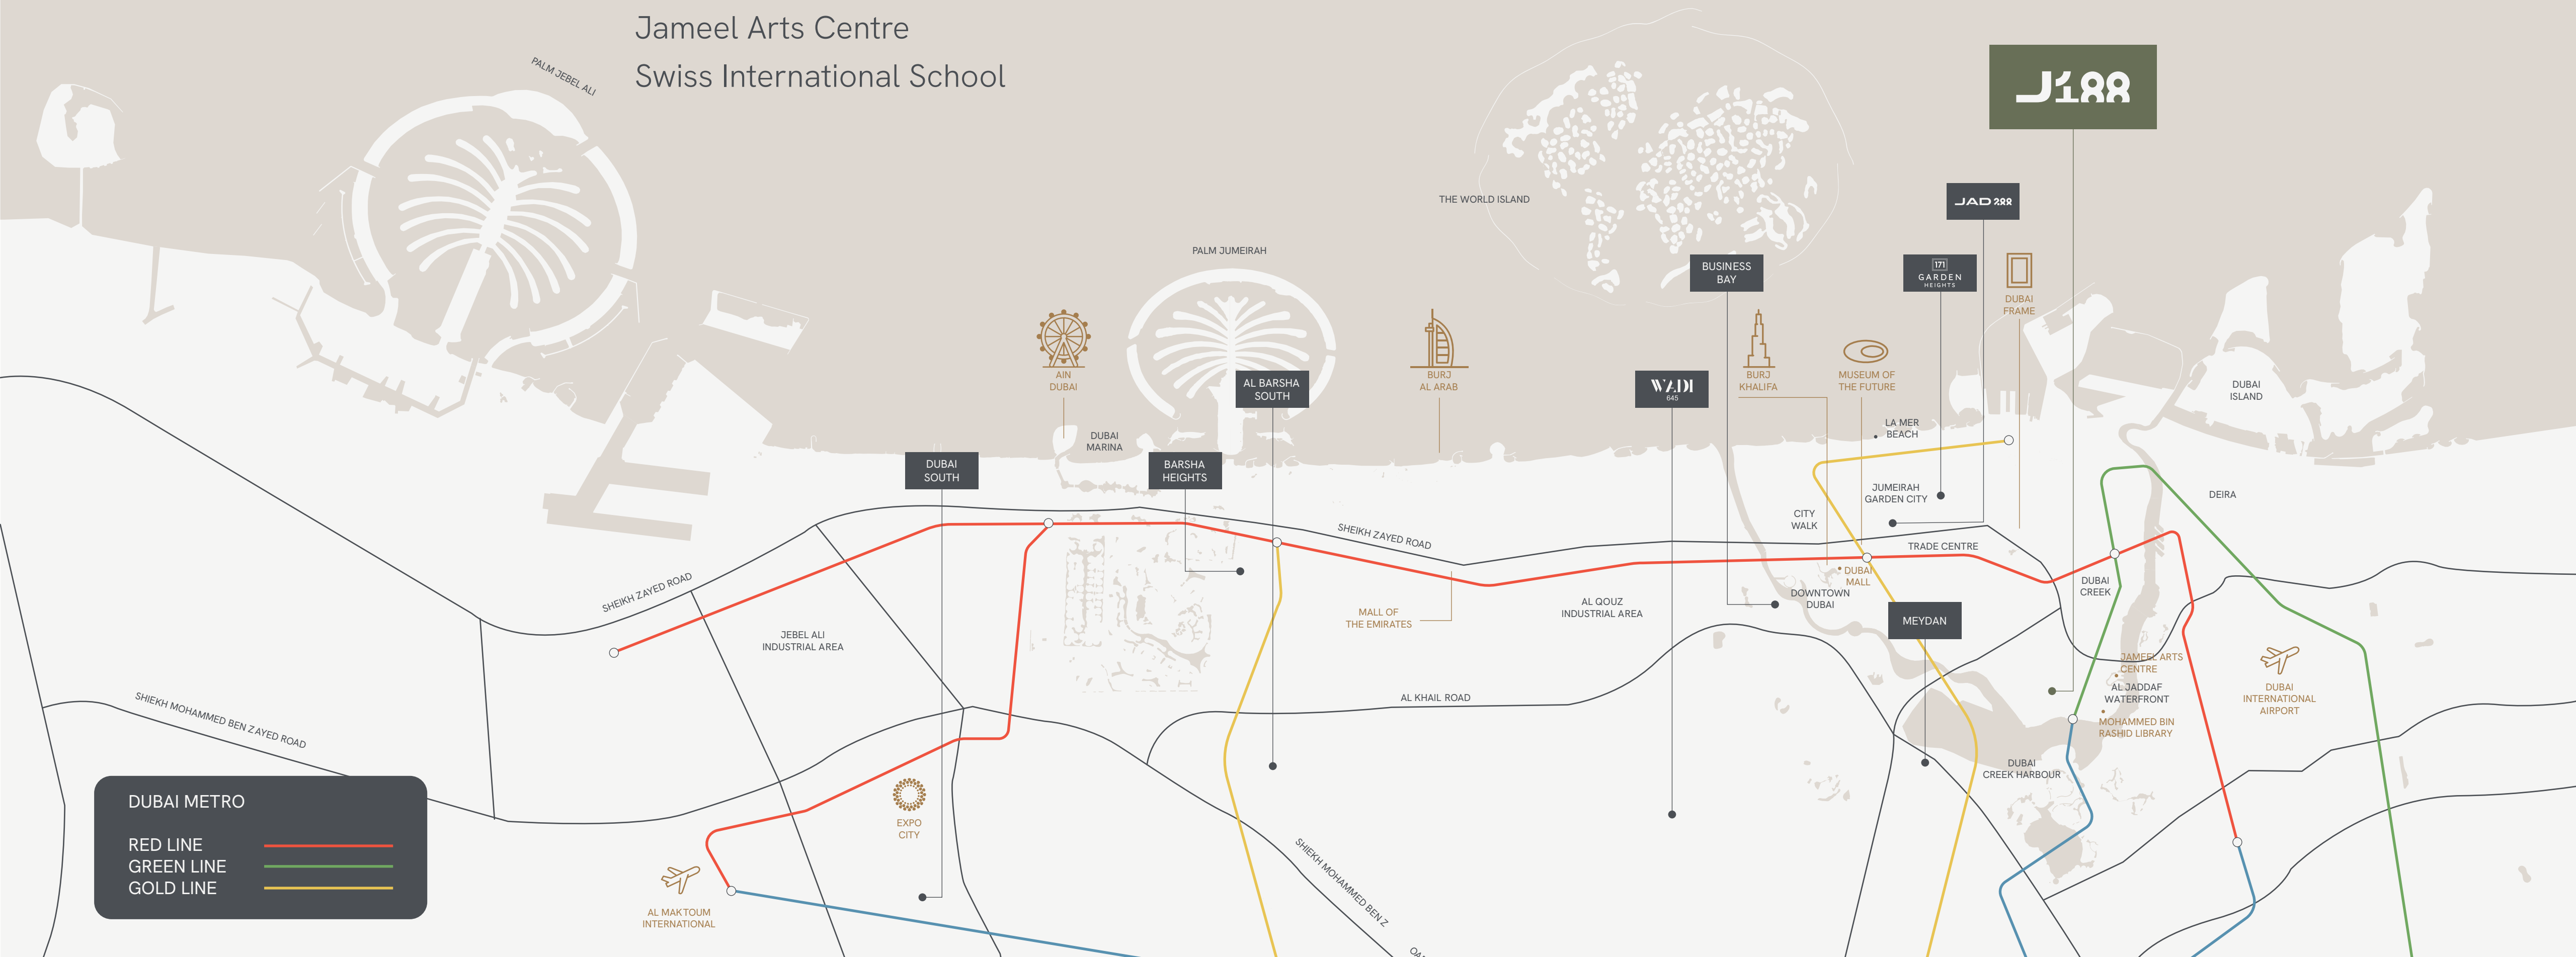 Jameel Arts Centre
Swiss International School
PALM JEBEL ALI
J188
JAD 288
THE WORLD ISLAND
PALM JUMEIRAH
BUSINESS
BAY
171
GARDEN
HEIGHTS
DUBAI
FRAME
AIN
DUBAI
AL BARSHA
SOUTH
BURJ
AL ARAB
WADI
645
BURJ
KHALIFA
MUSEUM OF
THE FUTURE
DUBAI
ISLAND
LA MER
BEACH
DUBAI
MARINA
DUBAI
SOUTH
BARSHA
HEIGHTS
JUMEIRAH
GARDEN CITY
DEIRA
CITY
WALK
SHEIKH ZAYED ROAD
TRADE CENTRE
SHEIKH ZAYED ROAD
DUBAI
MALL
DUBAI
CREEK
DOWNTOWN
DUBAI
AL QOUZ
INDUSTRIAL AREA
MALL OF
THE EMIRATES
MEYDAN
JEBEL ALI
INDUSTRIAL AREA
JAMEEL ARTS
CENTRE
AL JADDAF
WATERFRONT
DUBAI
INTERNATIONAL
AIRPORT
AL KHAIL ROAD
SHIEKH MOHAMMED BEN ZAYED ROAD
MOHAMMED BIN
RASHID LIBRARY
DUBAI
CREEK HARBOUR
DUBAI METRO
RED LINE
GREEN LINE
GOLD LINE
EXPO
CITY
SHIEKH MOHAMMED BEN Z
AL MAKTOUM
INTERNATIONAL